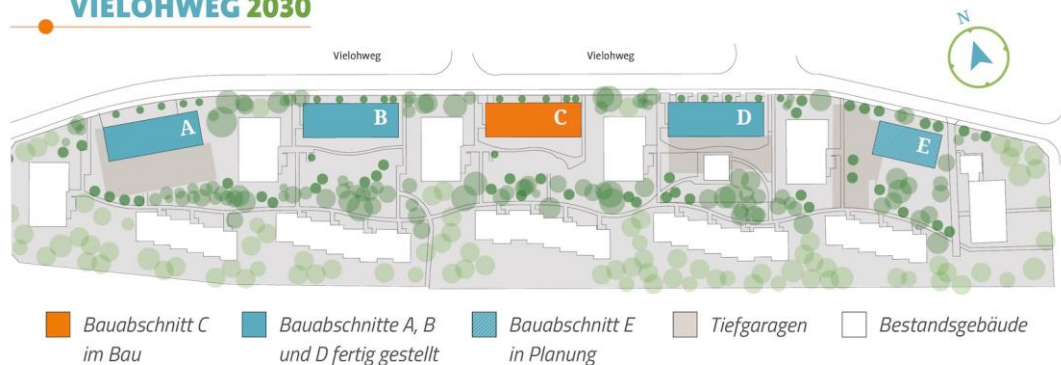 VIELOHWEG 2030
N
Vielohweg
Vielohweg
A
B
C
D
E
Bauabschnitt C
im Bau
Bauabschnitte A, B
und D fertig gestellt
Bauabschnitt E
in Planung
Tiefgaragen
Bestandsgebäude